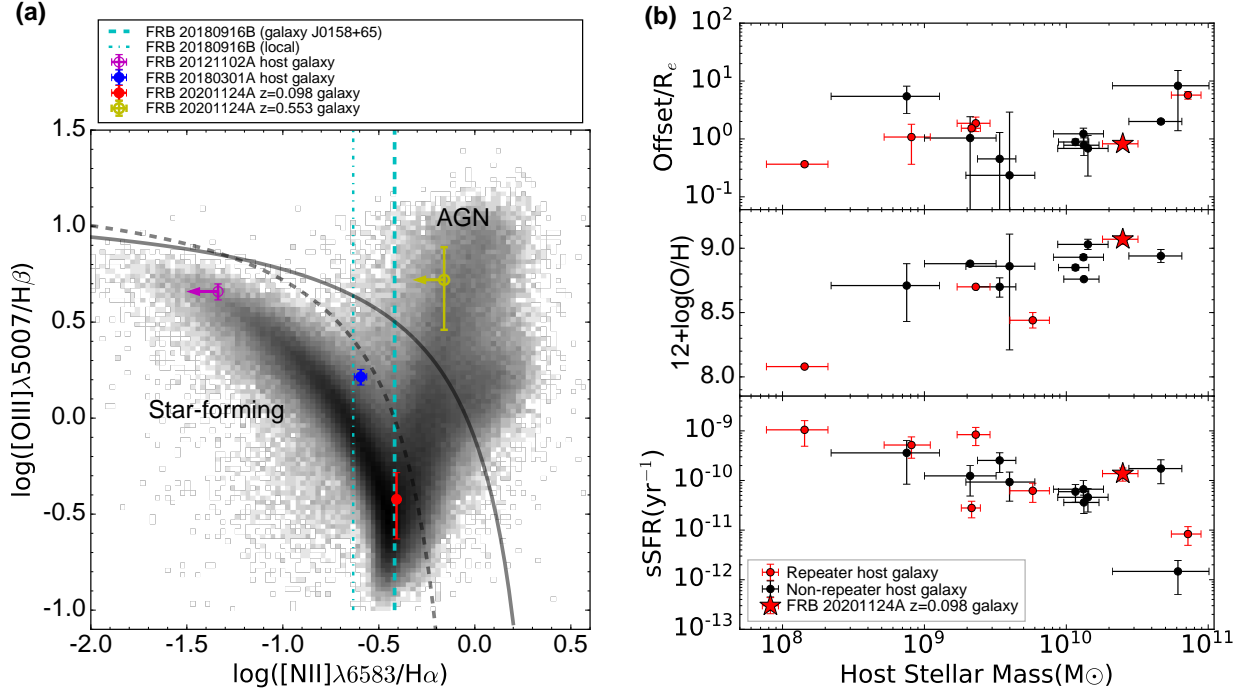 (a)
FRB 20180916B (galaxy J0158+65)
FRB 20180916B (local)
FRB 20121102A host galaxy
FRB 20180301A host galaxy
FRB 20201124A z=0.098 galaxy
FRB 20201124A z=0.553 galaxy
1.5
1.0
0.5
0.0
-0.5
-1.0
log([OIII]λ5007/Hβ)
AGN
Star-forming
-2.0 -1.5 -1.0 -0.5 0.0 0.5
log([NII]λ6583/Hα)
(b)
10² 
10¹
10⁰
10⁻¹
Offset/Rₑ
9.0
8.5
8.0
12+log(O/H)
10⁻⁹
10⁻¹⁰
10⁻¹¹
10⁻¹²
10⁻¹³
sSFR(yr⁻¹)
Repeater host galaxy
Non-repeater host galaxy
FRB 20201124A z=0.098 galaxy
10⁸ 10⁹ 10¹⁰ 10¹¹
Host Stellar Mass(M⊙)